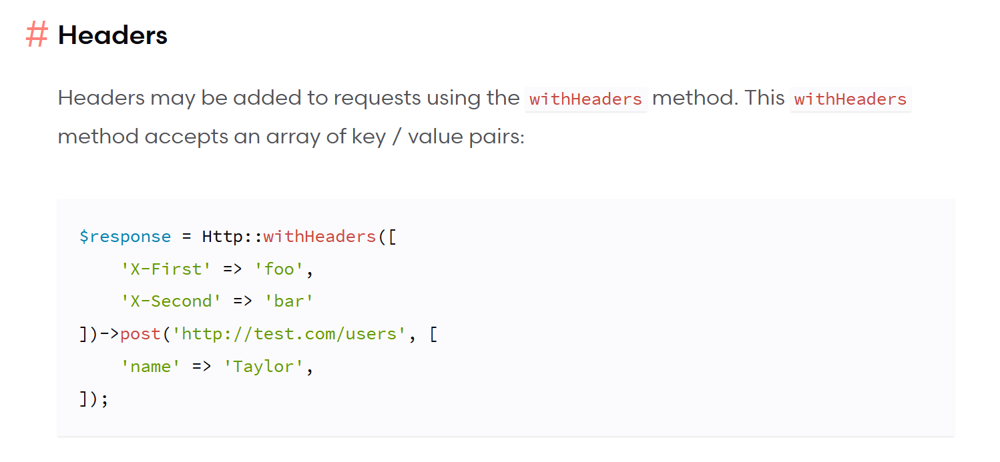 # Headers
Headers may be added to requests using the withHeaders method. This withHeaders
method accepts an array of key / value pairs:
$response = Http::withHeaders([
    'X-First' => 'foo',
    'X-Second' => 'bar'
])->post('http://test.com/users', [
    'name' => 'Taylor',
]);